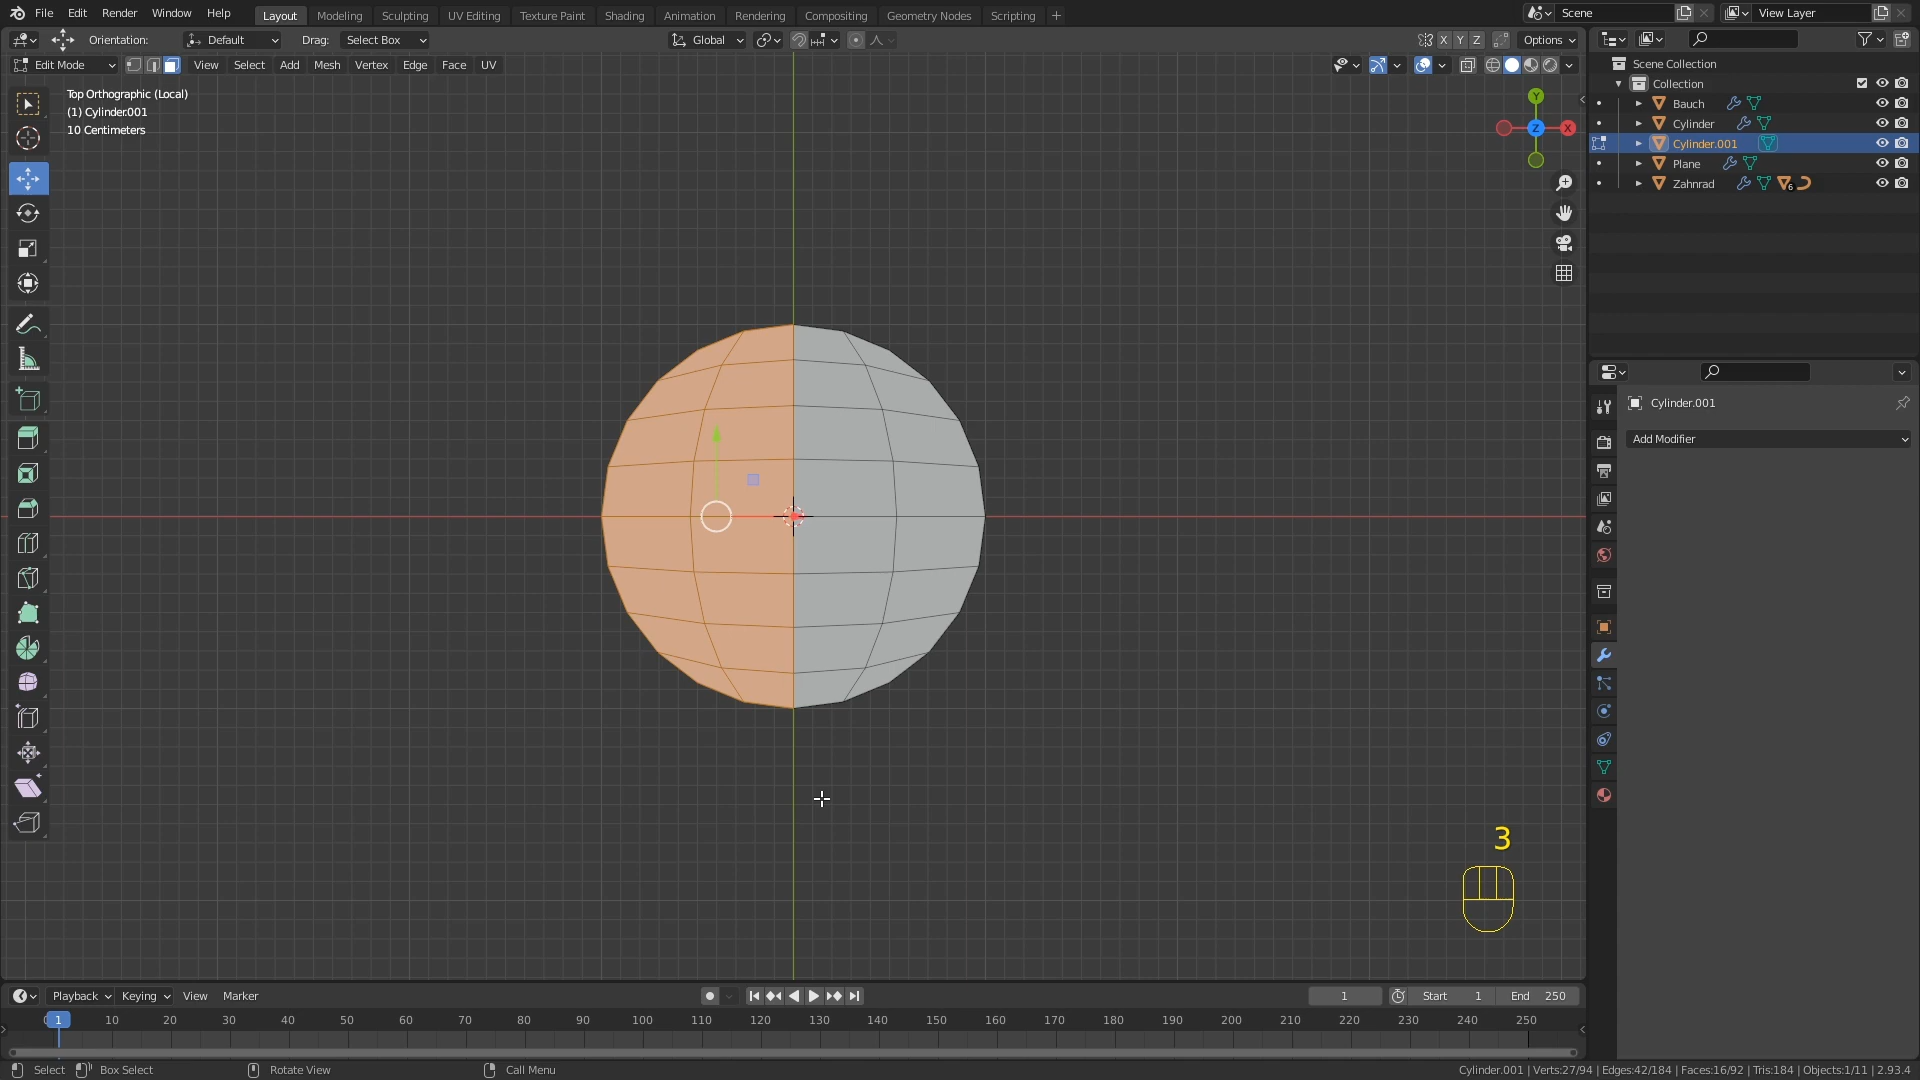 File Edit Render Window Help Layout Modeling Sculpting UV Editing Texture Paint Shading Animation Rendering Compositing Geometry Nodes Scripting + Scene View Layer
Orientation: Default Drag: Select Box Global X Y Z Options
Edit Mode View Select Add Mesh Vertex Edge Face UV
Top Orthographic (Local)
(1) Cylinder.001
10 Centimeters
Y
Z
X
Scene Collection
Collection
Bauch
Cylinder
Cylinder.001
Plane
Zahnrad 6
Cylinder.001
Add Modifier
3
Playback Keying View Marker 1 Start 1 End 250
1 10 20 30 40 50 60 70 80 90 100 110 120 130 140 150 160 170 180 190 200 210 220 230 240 250
Select Box Select Rotate View Call Menu Cylinder.001 | Verts:27/94 | Edges:42/184 | Faces:16/92 | Tris:184 | Objects:1/11 | 2.93.4